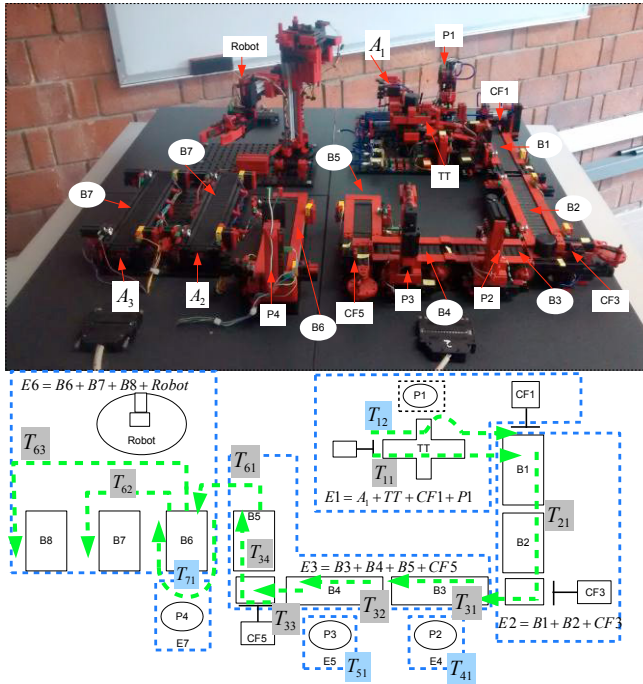 Robot
A₁
P1
CF1
B1
B7
B5
TT
B7
B2
A₃
A₂
P4
B6
CF5
P3
B4
P2
B3
CF3
2
E6 = B6 + B7 + B8 + Robot
Robot
P1
CF1
T₁₂
TT
T₁₁
E1 = A₁ + TT + CF1 + P1
B1
T₆₃
T₆₂
T₆₁
T₂₁
B8
B7
B6
B5
B2
T₃₄
E3 = B3 + B4 + B5 + CF5
T₇₁
B4
B3
T₃₃
T₃₂
T₃₁
CF3
E2 = B1 + B2 + CF3
P4
E7
CF5
P3
E5
T₅₁
P2
E4
T₄₁